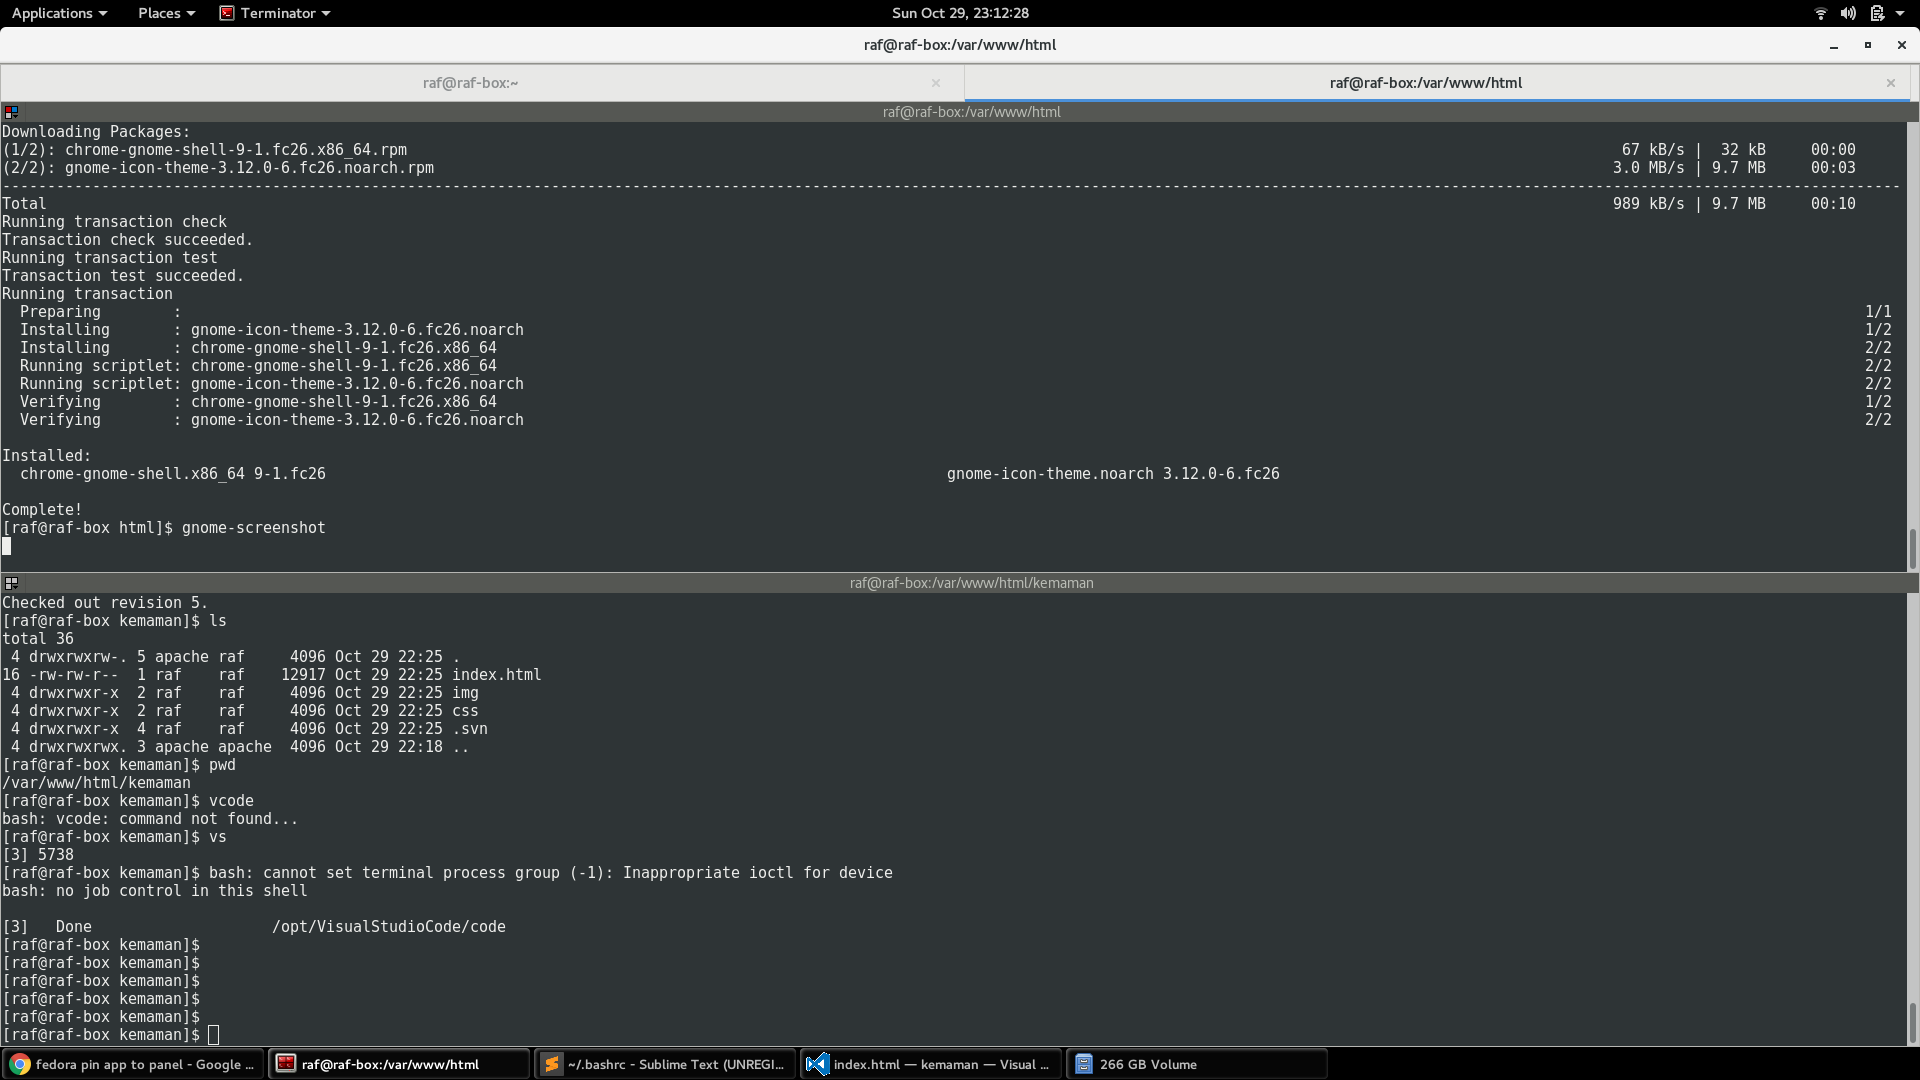 Applications Places Terminator Sun Oct 29, 23:12:28
raf@raf-box:/var/www/html
raf@raf-box:~ × raf@raf-box:/var/www/html ×
raf@raf-box:/var/www/html
Downloading Packages:
(1/2): chrome-gnome-shell-9-1.fc26.x86_64.rpm 67 kB/s | 32 kB 00:00
(2/2): gnome-icon-theme-3.12.0-6.fc26.noarch.rpm 3.0 MB/s | 9.7 MB 00:03
--------------------------------------------------------------------------------
Total 989 kB/s | 9.7 MB 00:10
Running transaction check
Transaction check succeeded.
Running transaction test
Transaction test succeeded.
Running transaction
Preparing : 1/1
Installing : gnome-icon-theme-3.12.0-6.fc26.noarch 1/2
Installing : chrome-gnome-shell-9-1.fc26.x86_64 2/2
Running scriptlet: chrome-gnome-shell-9-1.fc26.x86_64 2/2
Running scriptlet: gnome-icon-theme-3.12.0-6.fc26.noarch 2/2
Verifying : chrome-gnome-shell-9-1.fc26.x86_64 1/2
Verifying : gnome-icon-theme-3.12.0-6.fc26.noarch 2/2
Installed:
chrome-gnome-shell.x86_64 9-1.fc26 gnome-icon-theme.noarch 3.12.0-6.fc26
Complete!
[raf@raf-box html]$ gnome-screenshot
raf@raf-box:/var/www/html/kemaman
Checked out revision 5.
[raf@raf-box kemaman]$ ls
total 36
4 drwxrwxrw-. 5 apache raf 4096 Oct 29 22:25 .
16 -rw-rw-r-- 1 raf raf 12917 Oct 29 22:25 index.html
4 drwxrwxr-x 2 raf raf 4096 Oct 29 22:25 img
4 drwxrwxr-x 2 raf raf 4096 Oct 29 22:25 css
4 drwxrwxr-x 4 raf raf 4096 Oct 29 22:25 .svn
4 drwxrwxrwx. 3 apache apache 4096 Oct 29 22:18 ..
[raf@raf-box kemaman]$ pwd
/var/www/html/kemaman
[raf@raf-box kemaman]$ vcode
bash: vcode: command not found...
[raf@raf-box kemaman]$ vs
[3] 5738
[raf@raf-box kemaman]$ bash: cannot set terminal process group (-1): Inappropriate ioctl for device
bash: no job control in this shell
[3] Done /opt/VisualStudioCode/code
[raf@raf-box kemaman]$
[raf@raf-box kemaman]$
[raf@raf-box kemaman]$
[raf@raf-box kemaman]$
[raf@raf-box kemaman]$
[raf@raf-box kemaman]$
fedora pin app to panel - Google ... raf@raf-box:/var/www/html ~/.bashrc - Sublime Text (UNREGI... index.html — kemaman — Visual ... 266 GB Volume